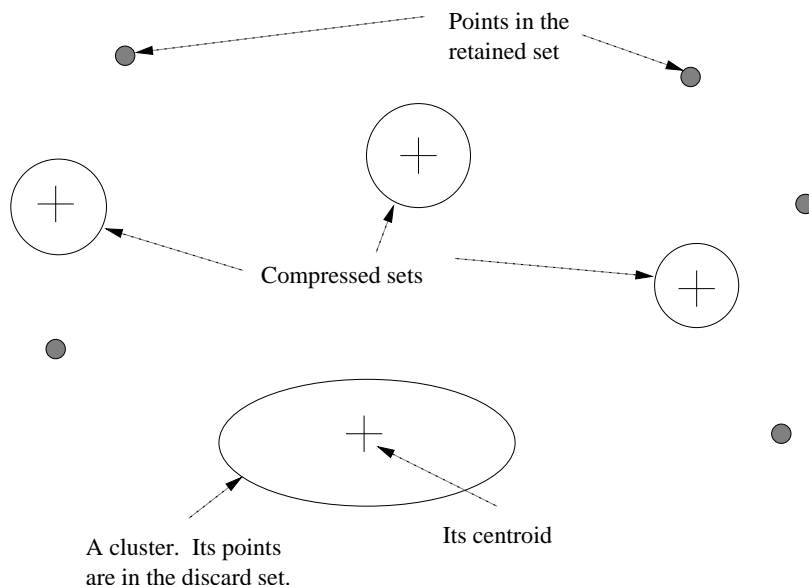 Points in the
retained set
Compressed sets
Its centroid
A cluster.  Its points
are in the discard set.